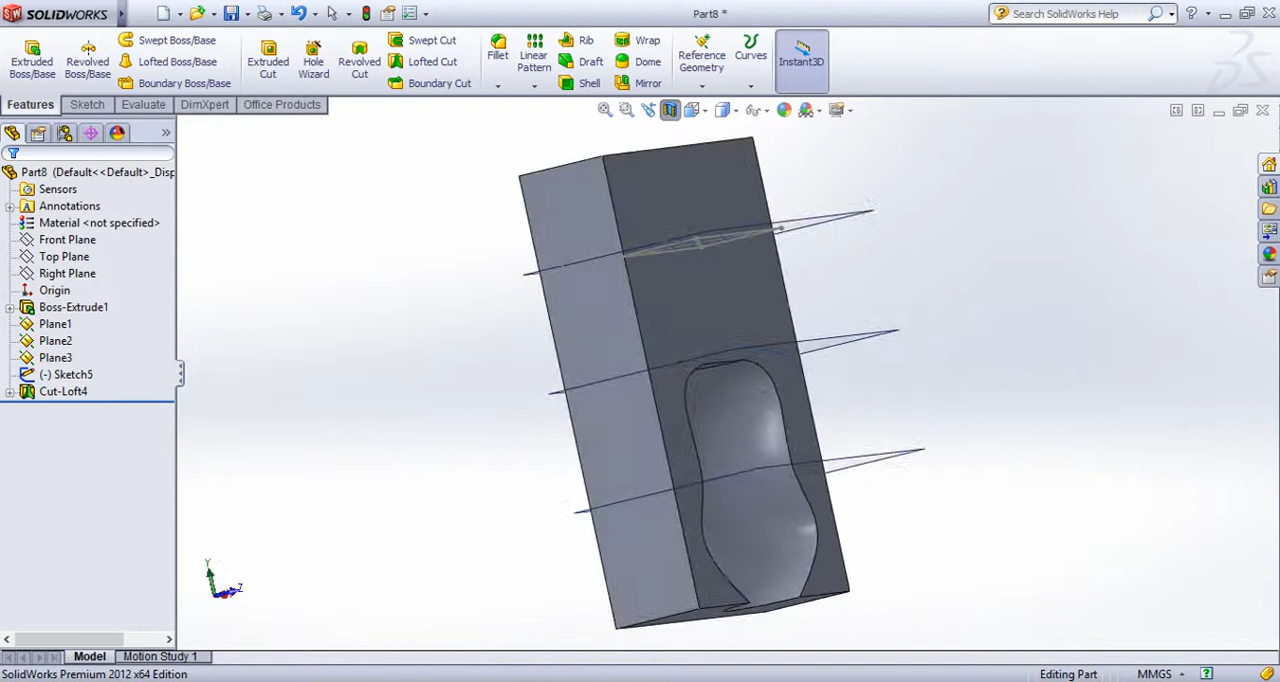 SOLIDWORKS
Part8 *
Search SolidWorks Help
Extruded Boss/Base
Revolved Boss/Base
Swept Boss/Base
Lofted Boss/Base
Boundary Boss/Base
Extruded Cut
Hole Wizard
Revolved Cut
Swept Cut
Lofted Cut
Boundary Cut
Fillet
Linear Pattern
Rib
Draft
Shell
Wrap
Dome
Mirror
Reference Geometry
Curves
Instant3D
Features
Sketch
Evaluate
DimXpert
Office Products
Part8 (Default<<Default>_Disp
Sensors
Annotations
Material <not specified>
Front Plane
Top Plane
Right Plane
Origin
Boss-Extrude1
Plane1
Plane2
Plane3
(-) Sketch5
Cut-Loft4
Y
Z
Model
Motion Study 1
SolidWorks Premium 2012 x64 Edition
Editing Part
MMGS